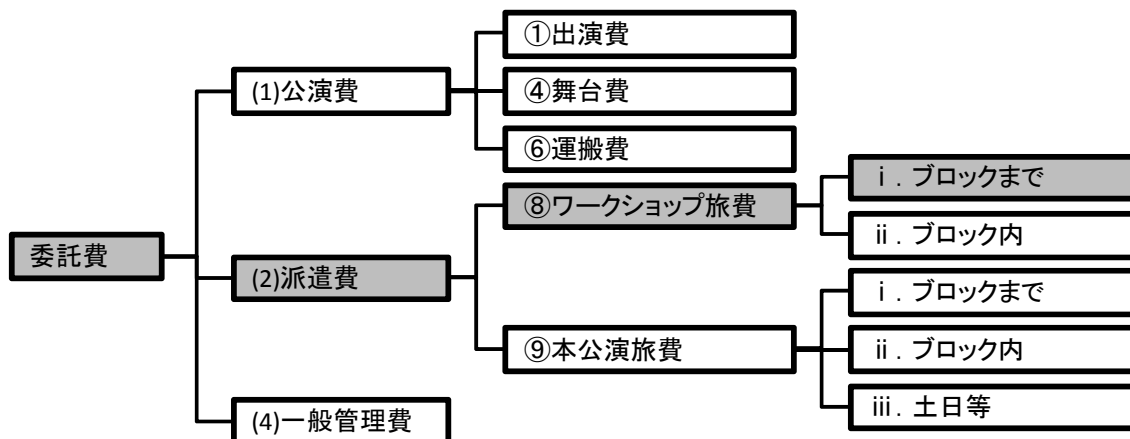 委託費
(1)公演費
①出演費
④舞台費
⑥運搬費
(2)派遣費
⑧ワークショップ旅費
ⅰ．ブロックまで
ⅱ．ブロック内
⑨本公演旅費
ⅰ．ブロックまで
ⅱ．ブロック内
ⅲ．土日等
(4)一般管理費